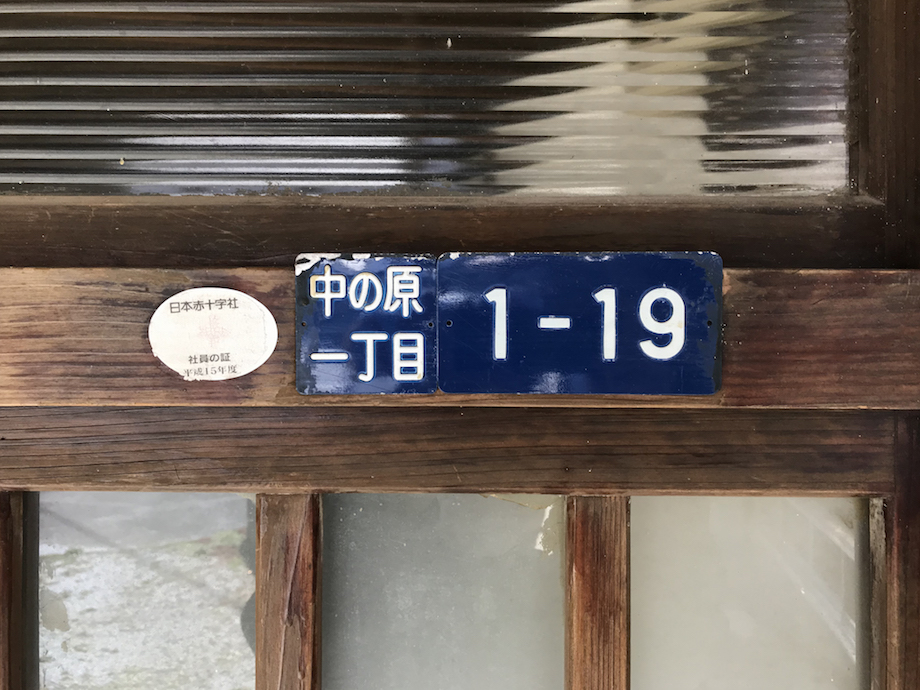 日本赤十字社
社員の証
平成15年度
中の原
一丁目
1-19